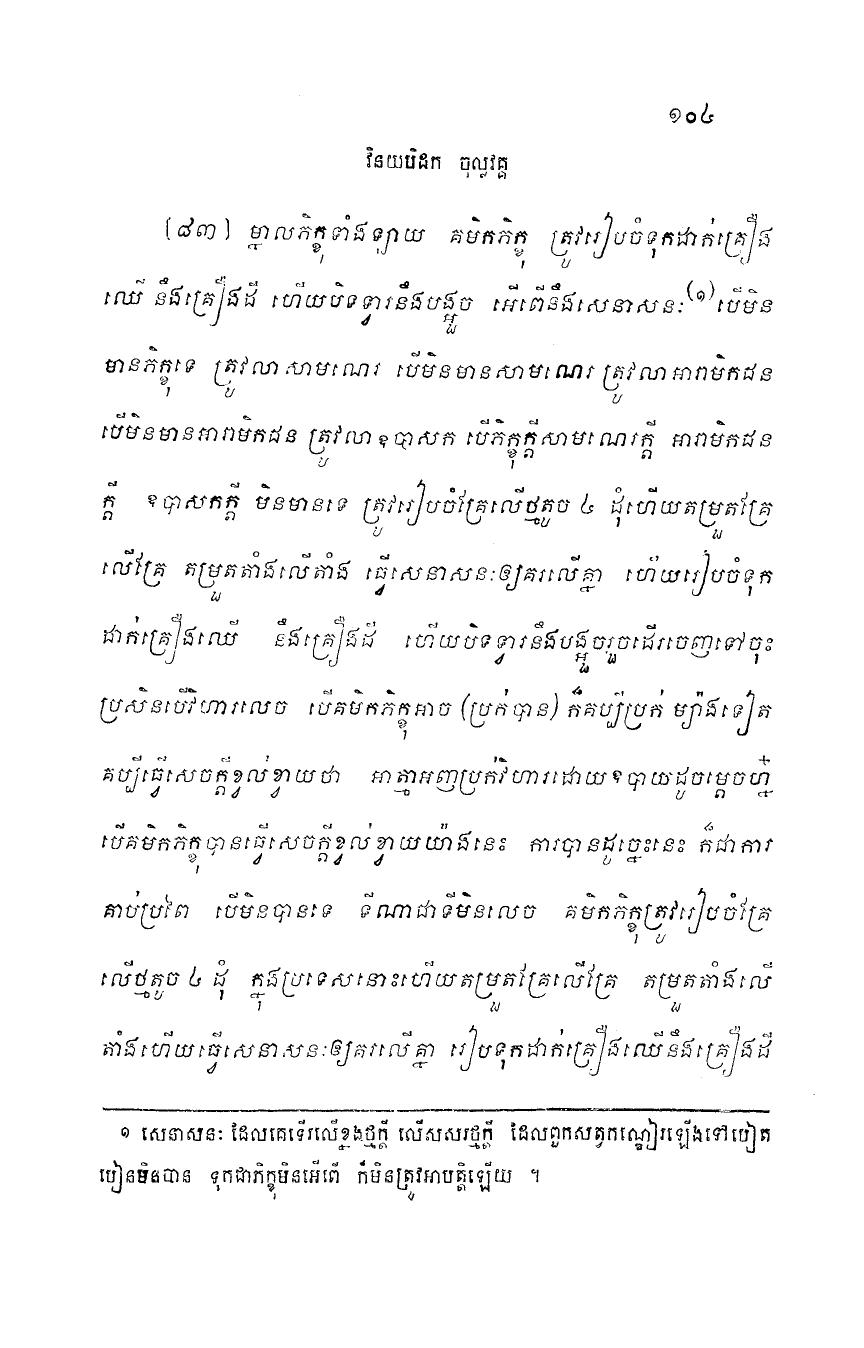 ១០៤
វិនយបិដក ចុល្លវគ្គ
[៨៣] ម្នាលភិក្ខុទាំងឡាយ គមិកភិក្ខុ ត្រូវរៀបចំទុកដាក់គ្រឿង
ឈើ នឹងគ្រឿងដី ហើយបិទទ្វារនឹងបង្អួច អើពើនឹងសេនាសនៈ(១)បើមិន
មានភិក្ខុទេ ត្រូវលាសាមណេរ បើមិនមានសាមណេរ ត្រូវលាអារាមិកជន
បើមិនមានអារាមិកជន ត្រូវលាឧបាសក បើភិក្ខុក្តីសាមណេរក្តី អារាមិកជន
ក្តី ឧបាសកក្តី មិនមានទេ ត្រូវរៀបចំគ្រែលើថ្មតូច ៤ ដុំហើយតម្រួតគ្រែ
លើគ្រែ តម្រួតតាំងលើតាំង ធ្វើសេនាសនៈឲ្យគរលើគ្នា ហើយរៀបចំទុក
ដាក់គ្រឿងឈើ នឹងគ្រឿងដី ហើយបិទទ្វារនឹងបង្អួចរួចដើរចេញទៅចុះ
ប្រសិនបើវិហារលេច បើគមិកភិក្ខុអាច (ប្រក់បាន) ក៏គប្បីប្រក់ ម្យ៉ាងទៀត
គប្បីធ្វើសេចក្តីខ្វល់ខ្វាយថា អាត្មាអញប្រក់វិហារដោយឧបាយដូចម្តេចហ្ន៎
បើគមិកភិក្ខុបានធ្វើសេចក្តីខ្វល់ខ្វាយយ៉ាងនេះ ការបានដូច្នេះនេះ ក៏ជាការ
គាប់ប្រពៃ បើមិនបានទេ ទីណាជាទីមិនលេច គមិកភិក្ខុត្រូវរៀបចំគ្រែ
លើថ្មតូច ៤ ដុំ ក្នុងប្រទេសនោះហើយតម្រួតគ្រែលើគ្រែ តម្រួតតាំងលើ
តាំងហើយធ្វើសេនាសនៈឲ្យគរលើគ្នា រៀបទុកដាក់គ្រឿងឈើនឹងគ្រឿងដី
១ សេនាសនៈ ដែលគេទើរលើខ្នងថ្មក្តី លើសសរថ្មក្តី ដែលពួកសត្វកណ្តៀរឡើងទៅបៀត
បៀនមិនបាន ទុកជាភិក្ខុមិនអើពើ ក៏មិនត្រូវអាបត្តិឡើយ ។